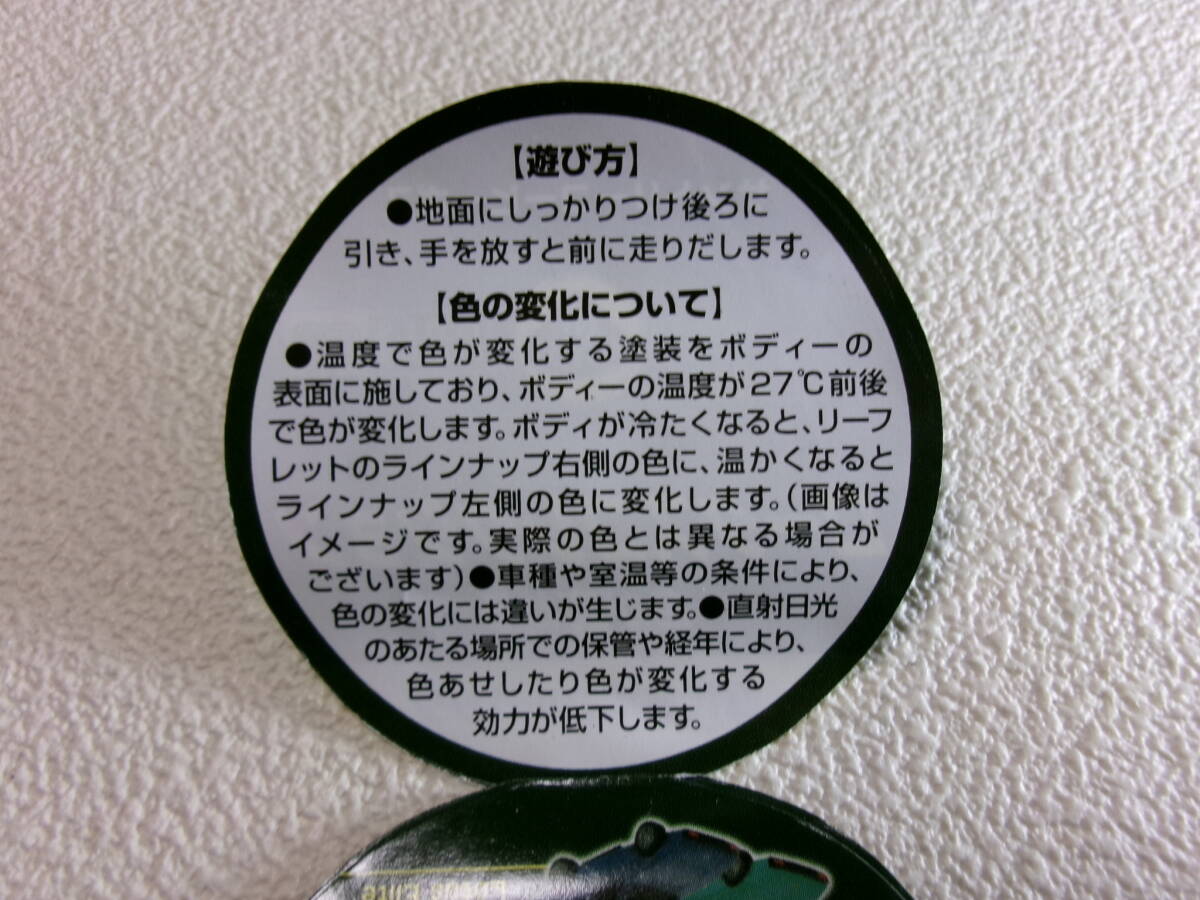 【遊び方】
●地面にしっかりつけ後ろに
引き、手を放すと前に走りだします。
【色の変化について】
●温度で色が変化する塗装をボディーの
表面に施しており、ボディーの温度が27℃前後
で色が変化します。ボディが冷たくなると、リーフ
レットのラインナップ右側の色に、温かくなると
ラインナップ左側の色に変化します。(画像は
イメージです。実際の色とは異なる場合が
ございます)●車種や室温等の条件により、
色の変化には違いが生じます。●直射日光
のあたる場所での保管や経年により、
色あせしたり色が変化する
効力が低下します。